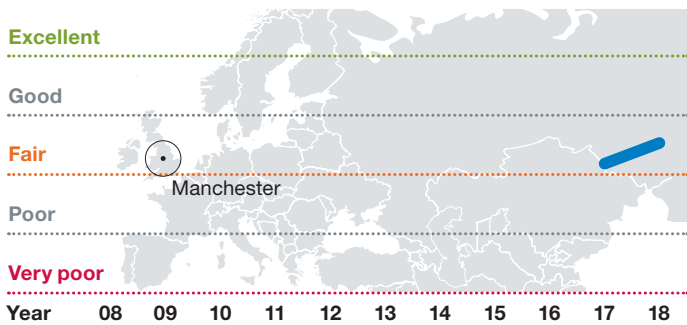 Excellent
Good
Fair
Manchester
Poor
Very poor
Year 08 09 10 11 12 13 14 15 16 17 18